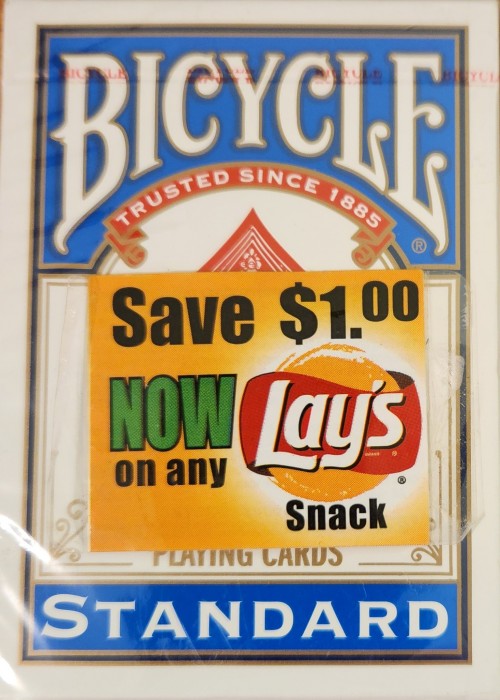 BICYCLE
TRUSTED SINCE 1885
®
Save $1.00
NOW
on any
Lay's
®
Snack
PLAYING CARDS
STANDARD